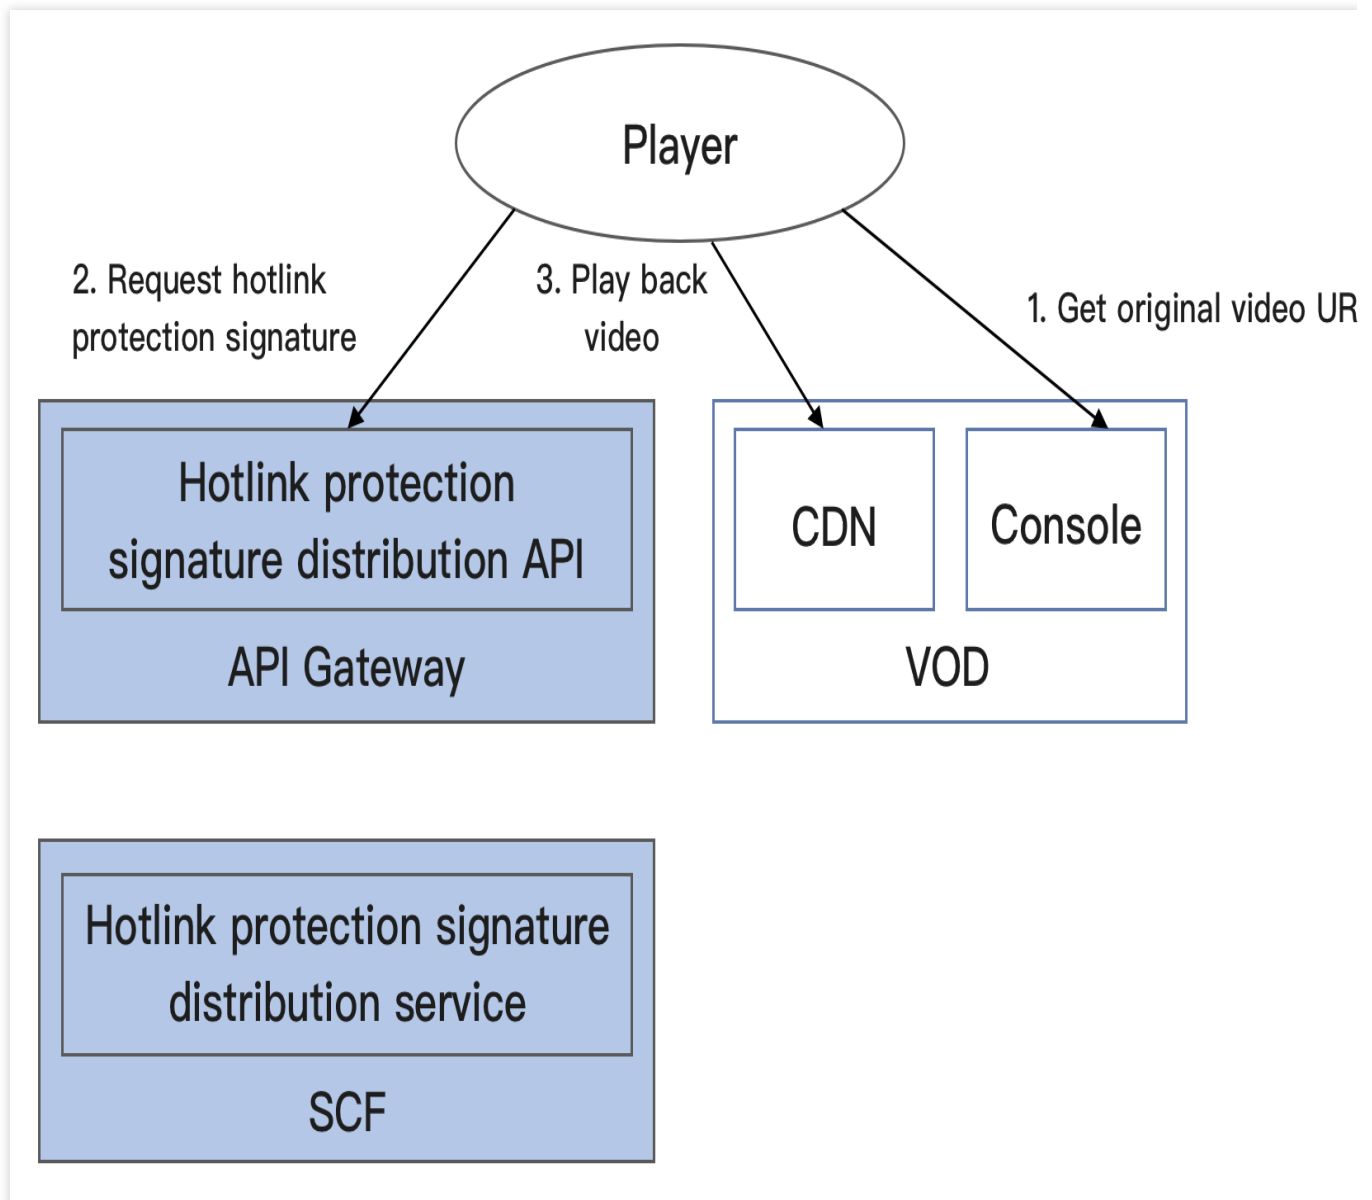 Player
2. Request hotlink
protection signature
3. Play back
video
1. Get original video UR
Hotlink protection
signature distribution API
API Gateway
CDN
Console
VOD
Hotlink protection signature
distribution service
SCF